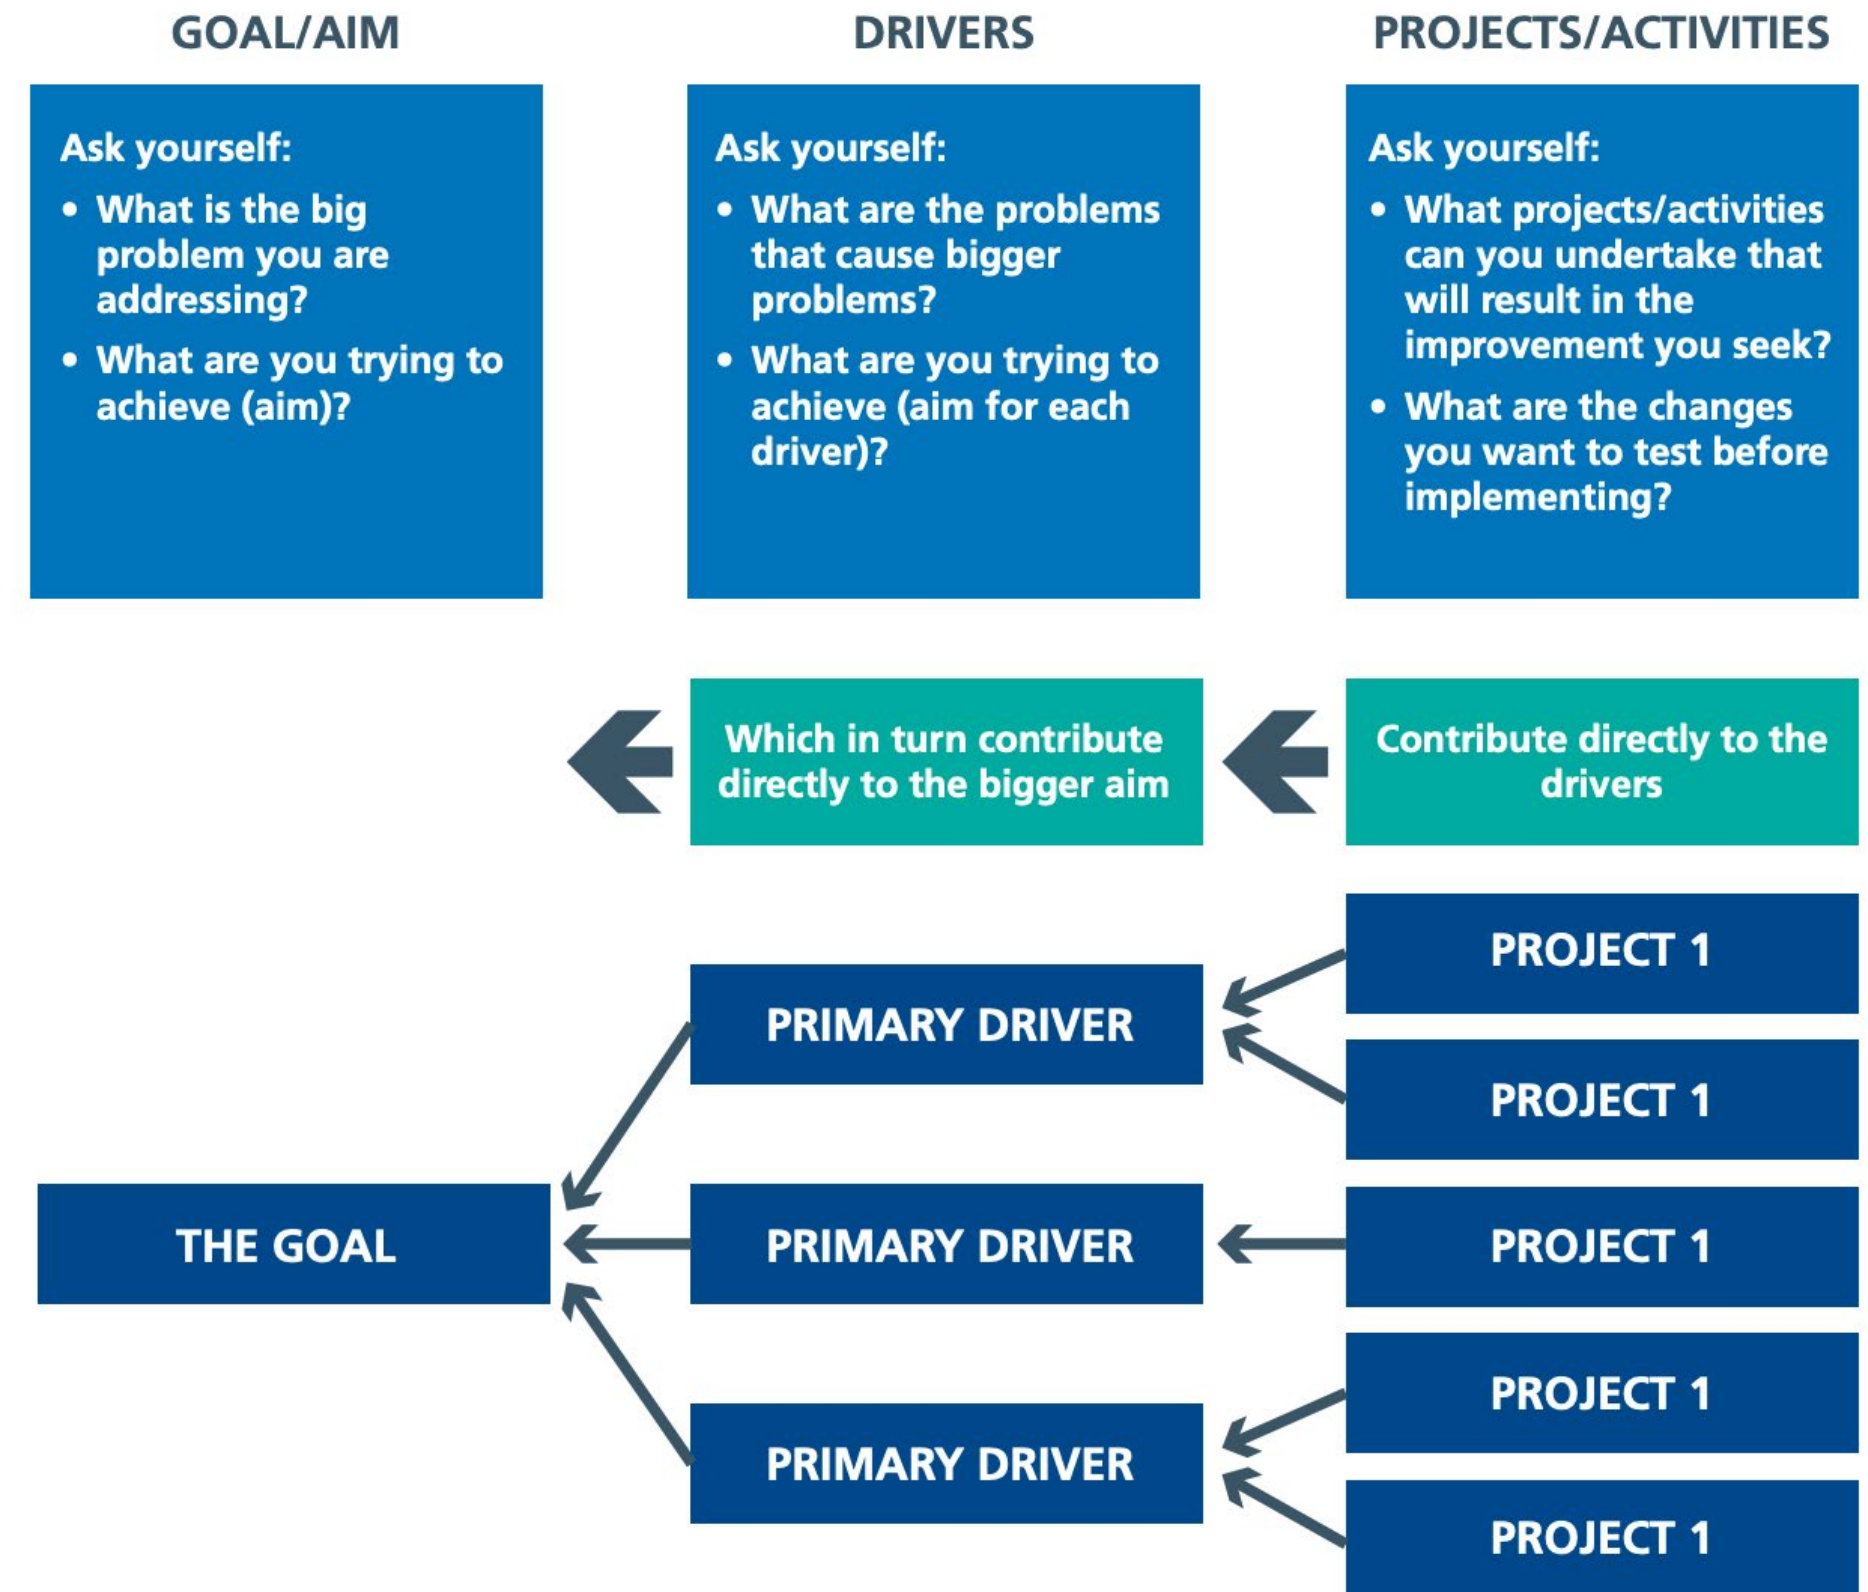 GOAL/AIM
DRIVERS
PROJECTS/ACTIVITIES
Ask yourself:
• What is the big
problem you are
addressing?
• What are you trying to
achieve (aim)?
Ask yourself:
• What are the problems
that cause bigger
problems?
• What are you trying to
achieve (aim for each
driver)?
Ask yourself:
• What projects/activities
can you undertake that
will result in the
improvement you seek?
• What are the changes
you want to test before
implementing?
Which in turn contribute
directly to the bigger aim
Contribute directly to the
drivers
THE GOAL
PRIMARY DRIVER
PRIMARY DRIVER
PRIMARY DRIVER
PROJECT 1
PROJECT 1
PROJECT 1
PROJECT 1
PROJECT 1